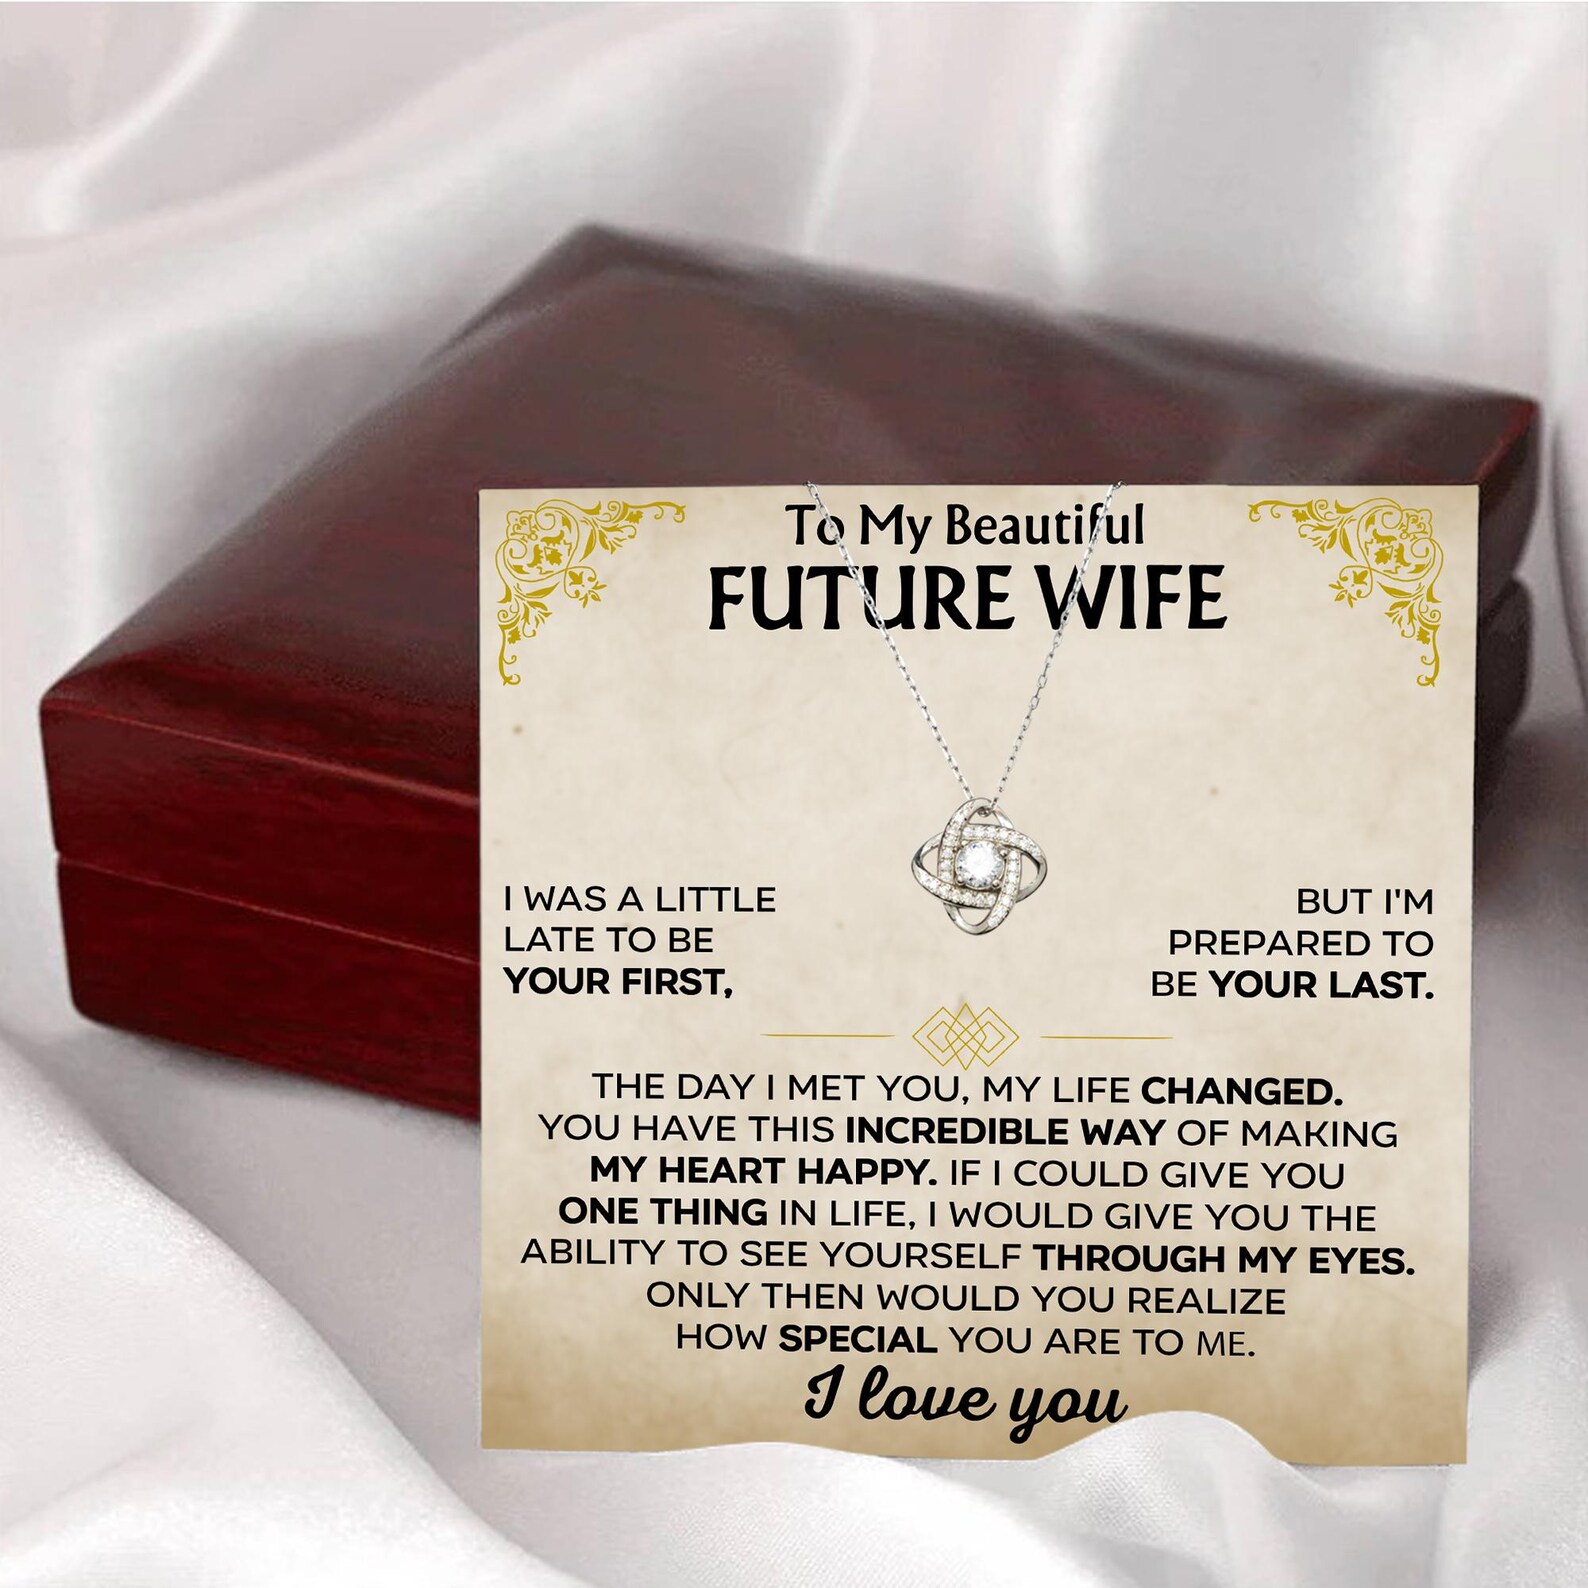 To My Beautiful
FUTURE WIFE
I WAS A LITTLE
LATE TO BE
YOUR FIRST,
BUT I'M
PREPARED TO
BE YOUR LAST.
THE DAY I MET YOU, MY LIFE CHANGED.
YOU HAVE THIS INCREDIBLE WAY OF MAKING
MY HEART HAPPY. IF I COULD GIVE YOU
ONE THING IN LIFE, I WOULD GIVE YOU THE
ABILITY TO SEE YOURSELF THROUGH MY EYES.
ONLY THEN WOULD YOU REALIZE
HOW SPECIAL YOU ARE TO ME.
I love you